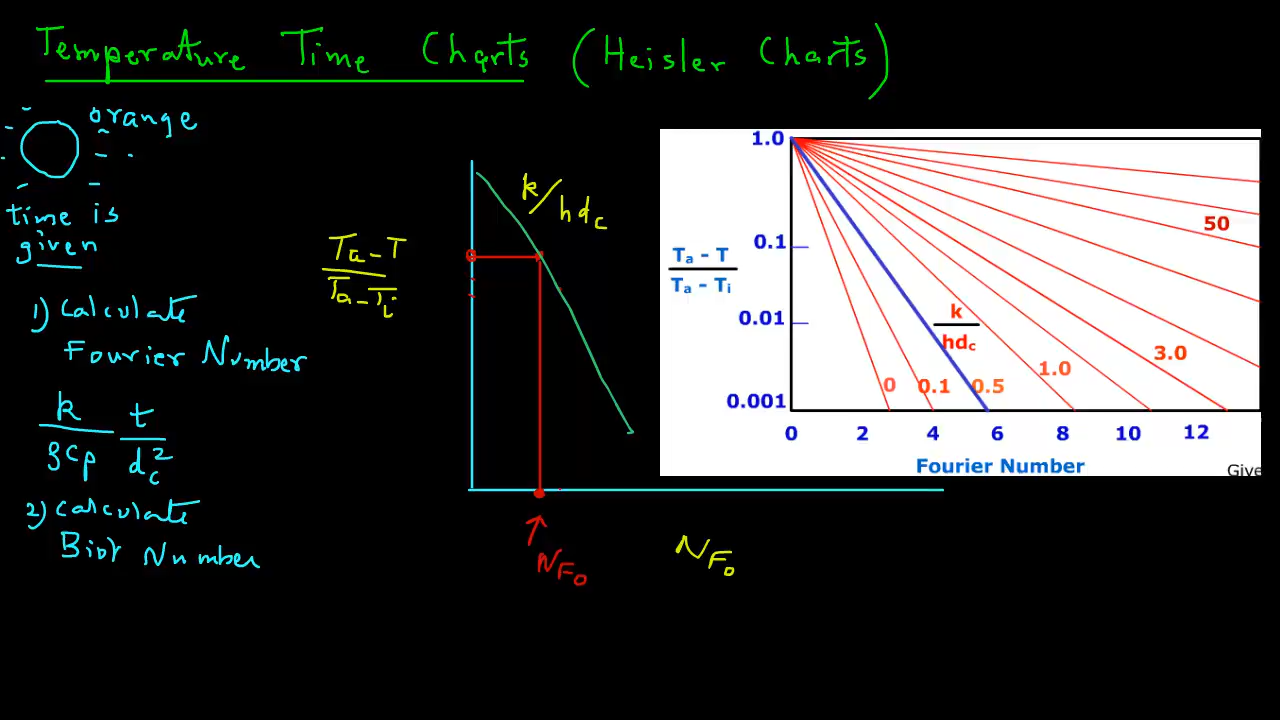 Temperature Time Charts (Heisler Charts)
orange
time is
given
1) Calculate
Fourier Number
k t
ρCp dc²
2) Calculate
Biot Number
Ta - T
Ta - Ti
k/hdc
NFo
NFo
1.0
0.1
0.01
0.001
Ta - T
Ta - Ti
50
k
hdc
3.0
1.0
0 0.1 0.5
0 2 4 6 8 10 12
Fourier Number
Give